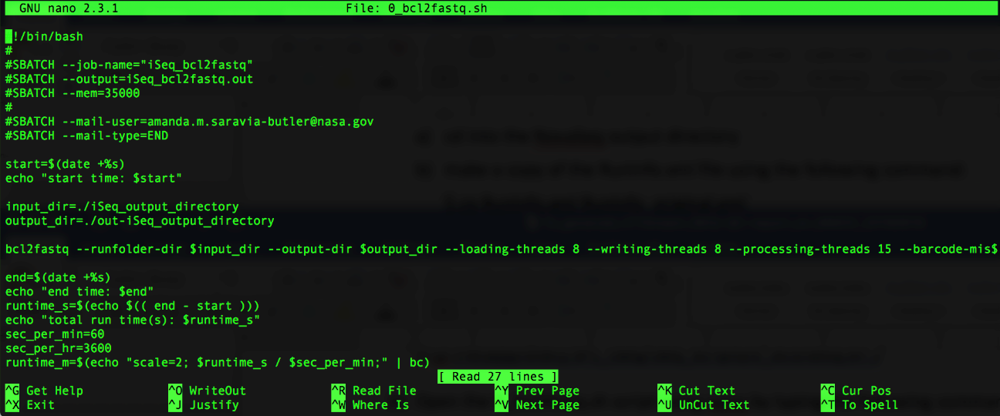 GNU nano 2.3.1 File: 0_bcl2fastq.sh
!/bin/bash
#
#SBATCH --job-name="iSeq_bcl2fastq"
#SBATCH --output=iSeq_bcl2fastq.out
#SBATCH --mem=35000
#
#SBATCH --mail-user=amanda.m.saravia-butler@nasa.gov
#SBATCH --mail-type=END
start=$(date +%s)
echo "start time: $start"
input_dir=./iSeq_output_directory
output_dir=./out-iSeq_output_directory
bcl2fastq --runfolder-dir $input_dir --output-dir $output_dir --loading-threads 8 --writing-threads 8 --processing-threads 15 --barcode-mis$
end=$(date +%s)
echo "end time: $end"
runtime_s=$(echo $(( end - start )))
echo "total run time(s): $runtime_s"
sec_per_min=60
sec_per_hr=3600
runtime_m=$(echo "scale=2; $runtime_s / $sec_per_min;" | bc)
[ Read 27 lines ]
^G Get Help ^O WriteOut ^R Read File ^Y Prev Page ^K Cut Text ^C Cur Pos
^X Exit ^J Justify ^W Where Is ^V Next Page ^U UnCut Text ^T To Spell